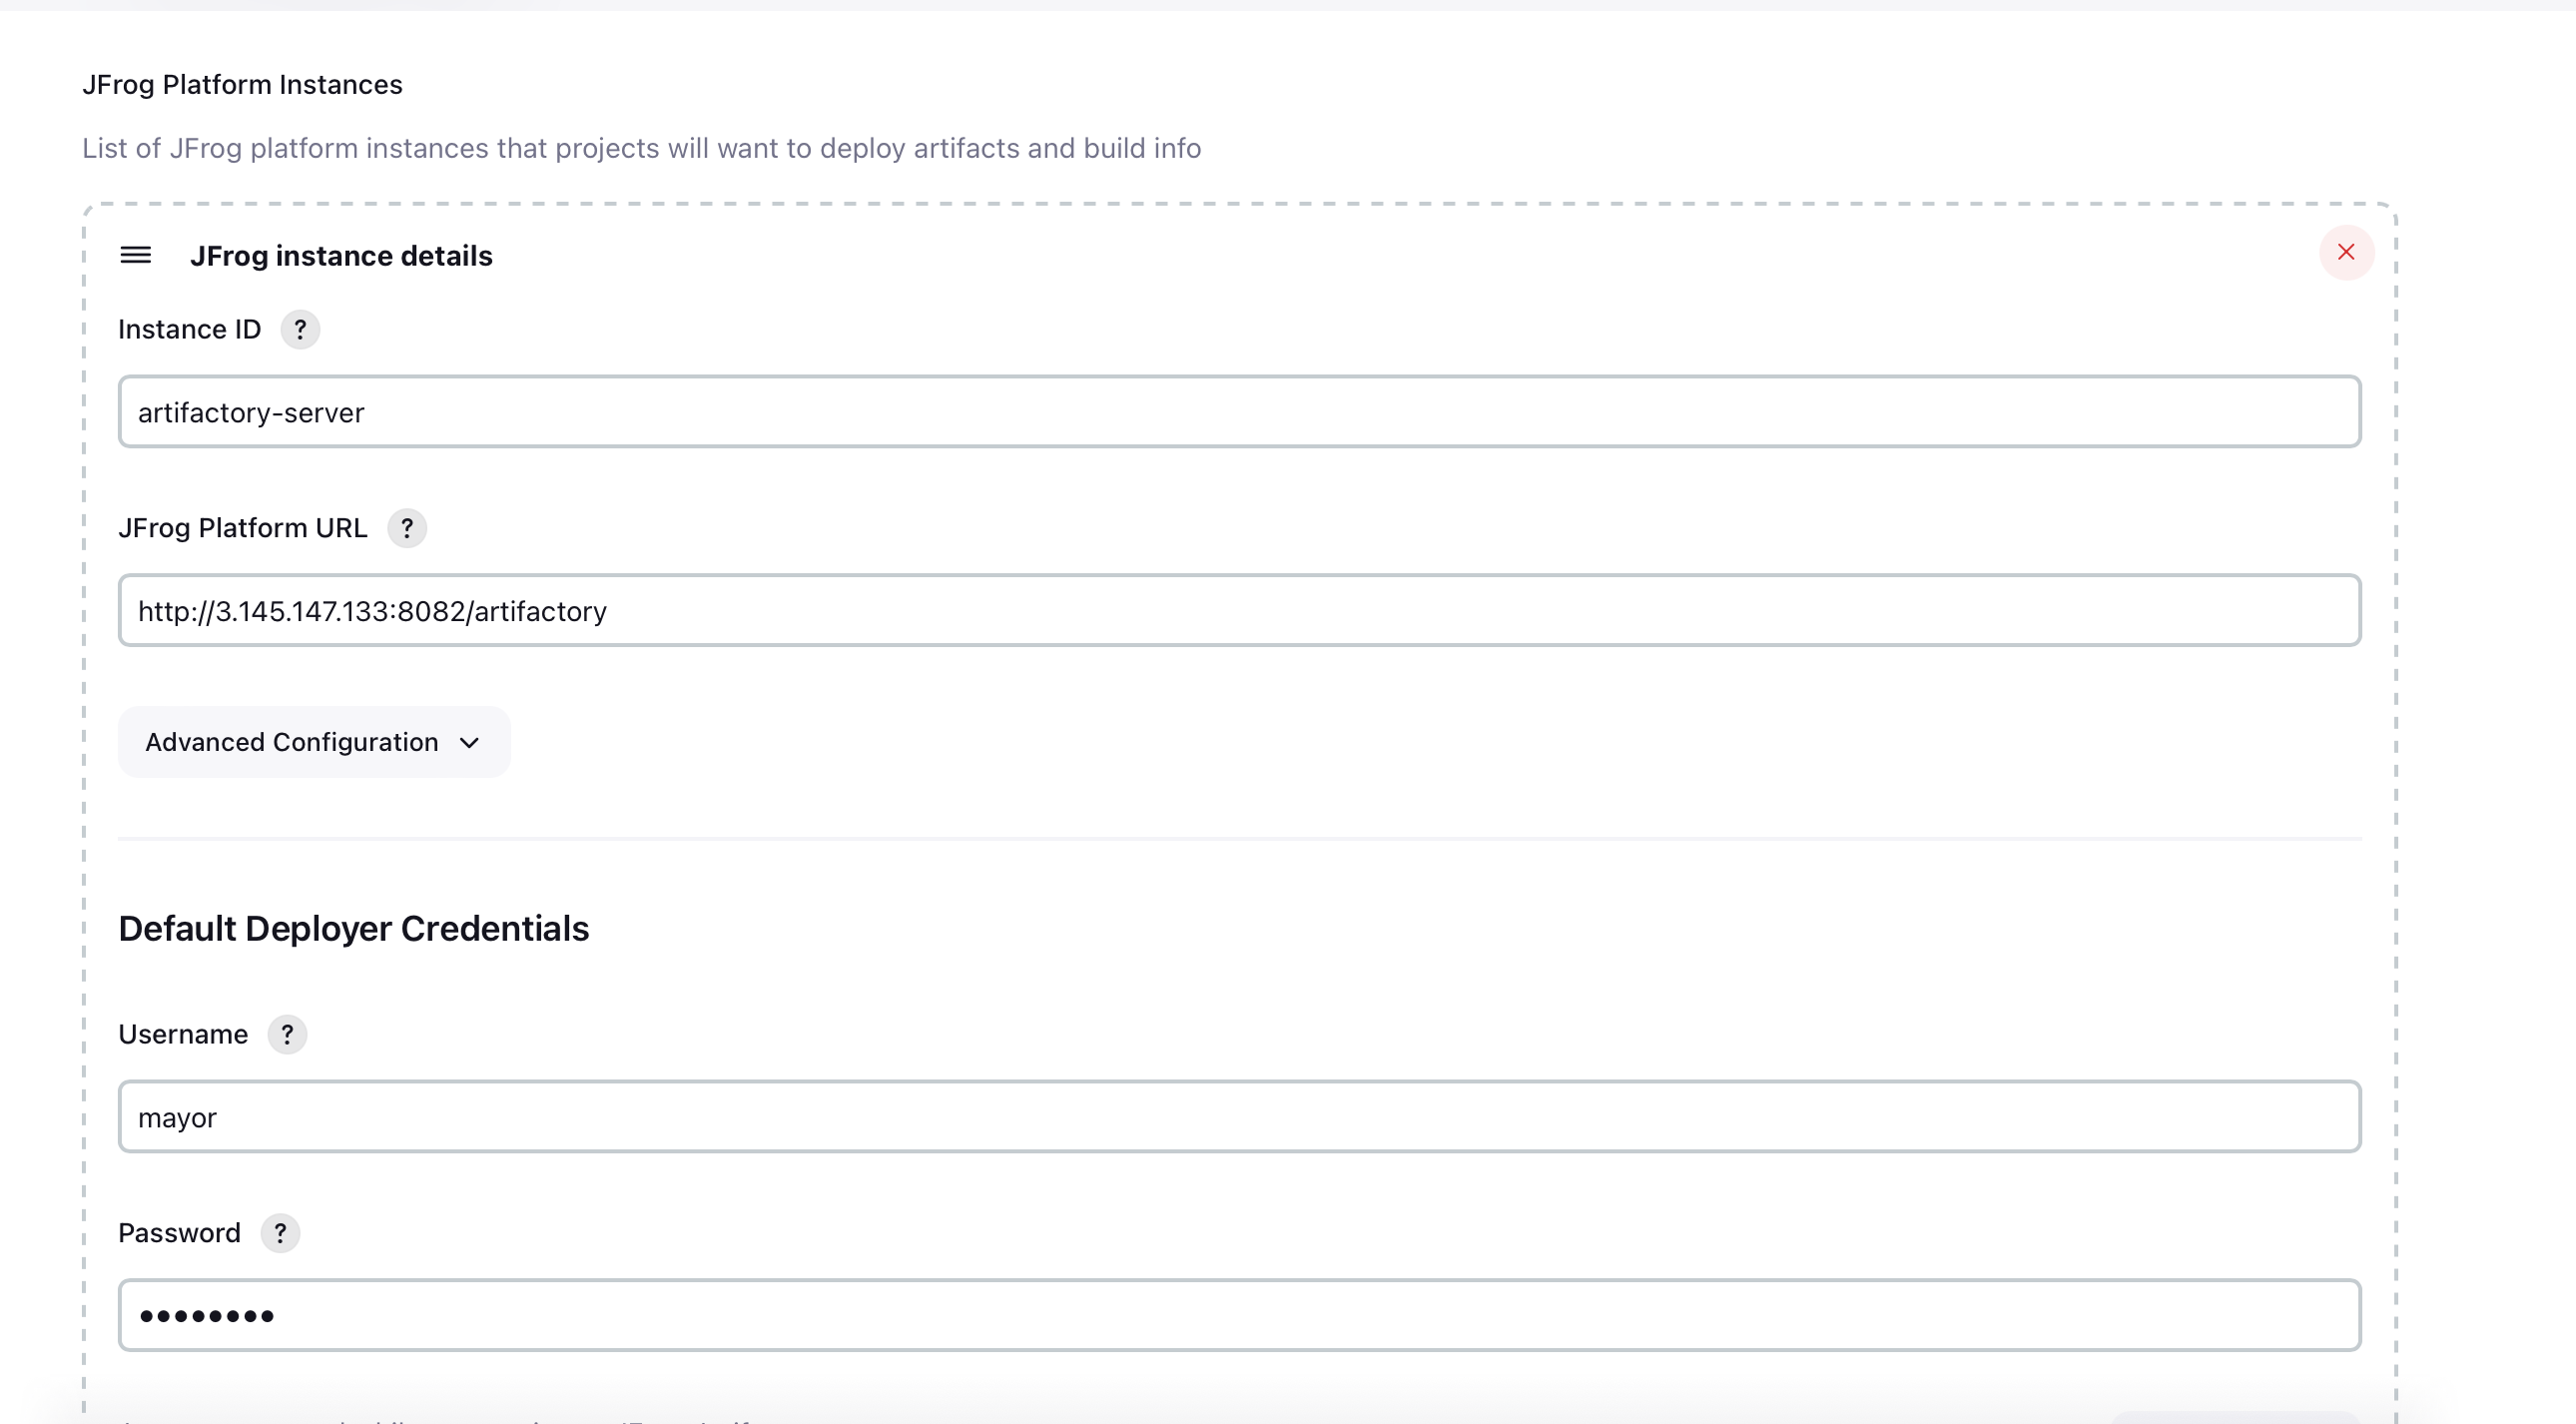 JFrog Platform Instances
List of JFrog platform instances that projects will want to deploy artifacts and build info
JFrog instance details
Instance ID ?
artifactory-server
JFrog Platform URL ?
http://3.145.147.133:8082/artifactory
Advanced Configuration
Default Deployer Credentials
Username ?
mayor
Password ?
••••••••